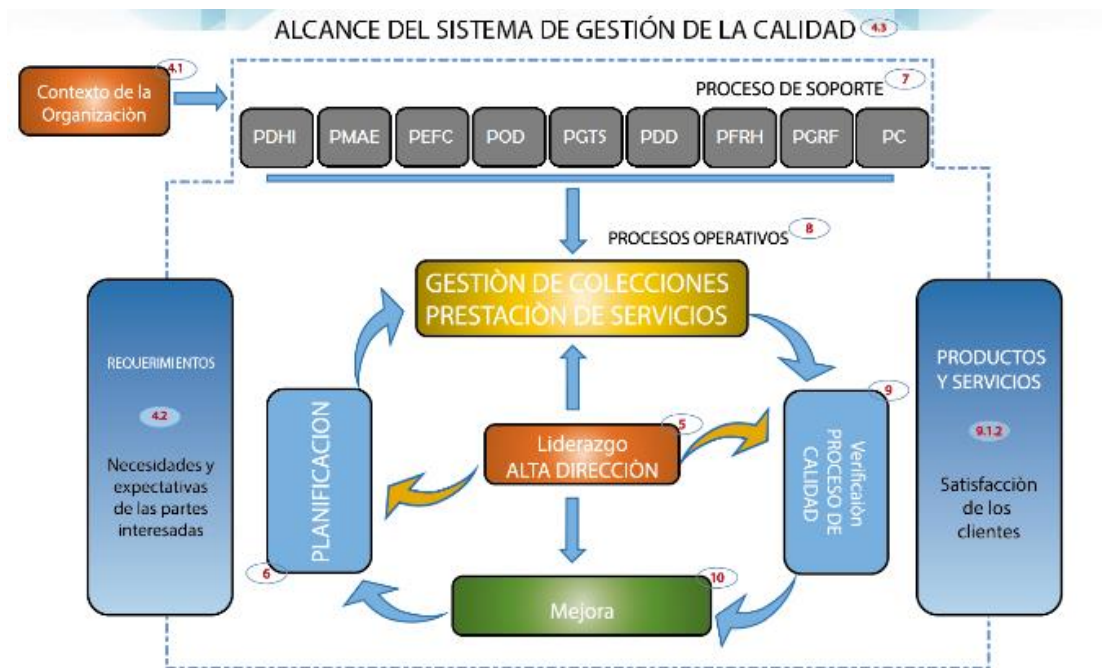 ALCANCE DEL SISTEMA DE GESTIÓN DE LA CALIDAD 4.3
4.1
Contexto de la
Organizaciòn
PROCESO DE SOPORTE 7
PDHI PMAE PEFC POD PGTS PDD PFRH PGRF PC
PROCESOS OPERATIVOS 8
GESTIÒN DE COLECCIONES
PRESTACIÒN DE SERVICIOS
REQUERIMIENTOS
4.2
Necesidades y
expectativas
de las partes
interesadas
PLANIFICACION
6
5
Liderazgo
ALTA DIRECCIÒN
9
Verificaiòn
PROCESO DE
CALIDAD
10
Mejora
PRODUCTOS
Y SERVICIOS
9.1.2
Satisfacciòn
de los
clientes